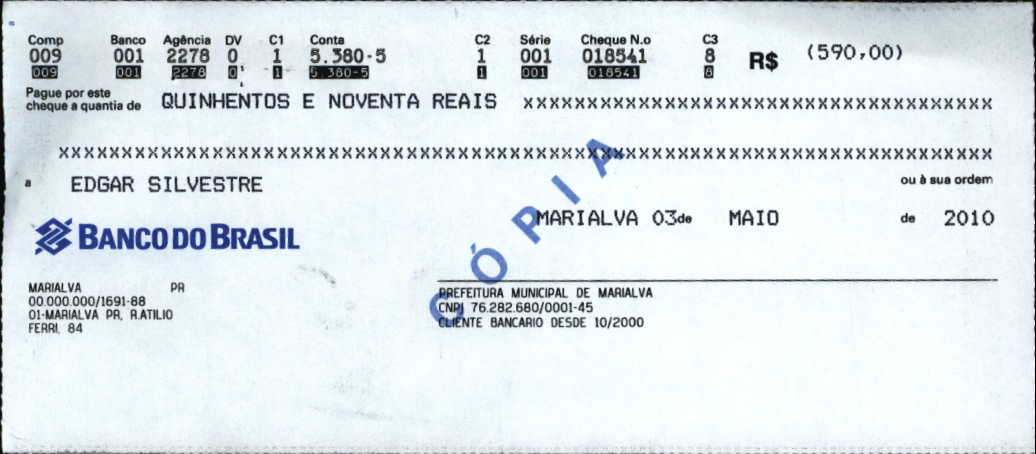 Comp Banco Agência DV C1 Conta C2 Série Cheque N.o C3
009 001 2278 0 1 5.380-5 1 001 018541 8 R$ (590,00)
009 001 2278 0 1 5.380-5 1 001 018541 8
Pague por este
cheque a quantia de QUINHENTOS E NOVENTA REAIS xxxxxxxxxxxxxxxxxxxxxxxxxxxxxxxxxxxxx
xxxxxxxxxxxxxxxxxxxxxxxxxxxxxxxxxxxxxxxxxxxxxxxxxxxxxxxxxxxxxxxxxxxxxxxxxx
a EDGAR SILVESTRE ou à sua ordem
MARIALVA 03 de MAIO de 2010
BANCO DO BRASIL
CÓPIA
MARIALVA PR
00.000.000/1691-88
01-MARIALVA PR, R.ATILIO
FERRI, 84
PREFEITURA MUNICIPAL DE MARIALVA
CNPJ 76.282.680/0001-45
CLIENTE BANCARIO DESDE 10/2000